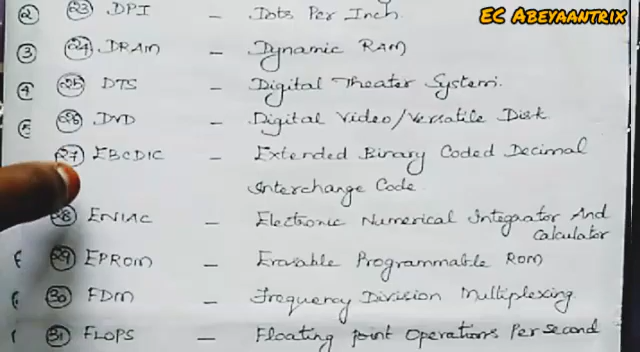 EC Abeyaantrix
② 23 DPI – Dots Per Inch.
③ 24 DRAM – Dynamic RAM
25 DTS – Digital Theater System.
26 DVD – Digital Video/Versatile Disk
27 EBCDIC – Extended Binary Coded Decimal
Interchange Code
28 ENIAC – Electronic Numerical Integrator And
Calculator
29 EPROM – Erasable Programmable ROM
30 FDM – Frequency Division Multiplexing
31 FLOPS – Floating Point Operations Per second